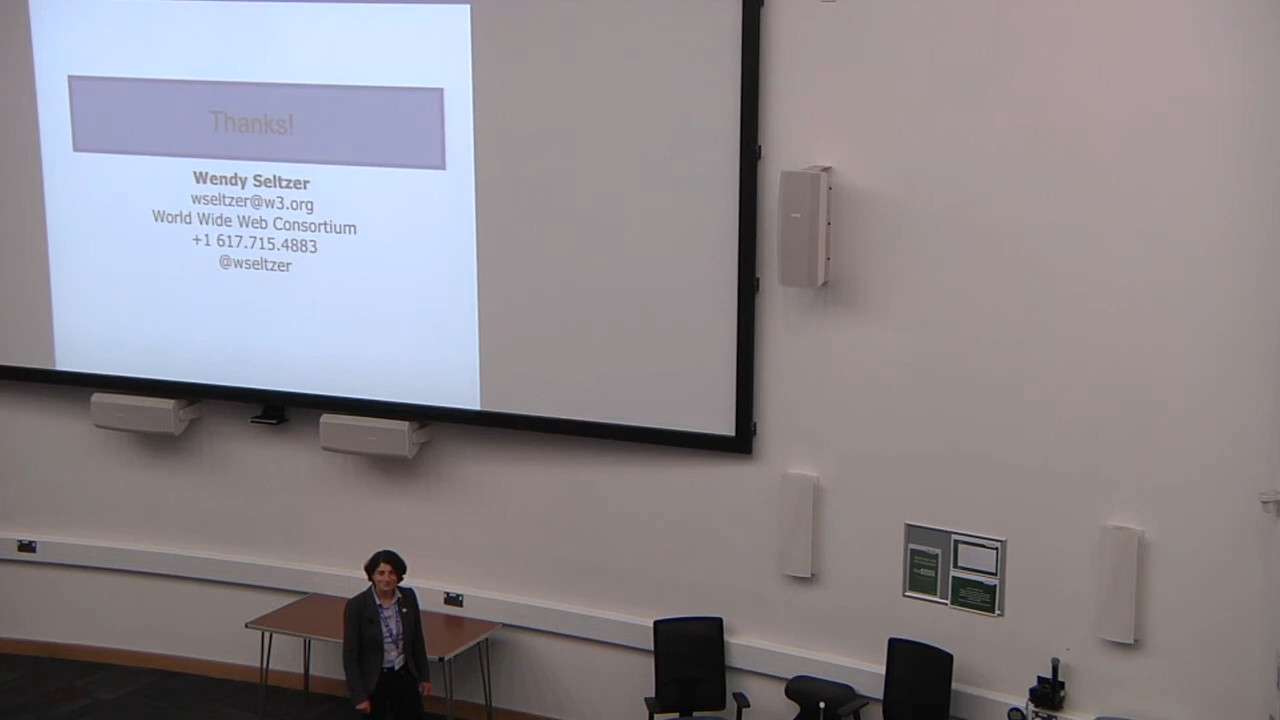 Thanks!
Wendy Seltzer
wseltzer@w3.org
World Wide Web Consortium
+1 617.715.4883
@wseltzer